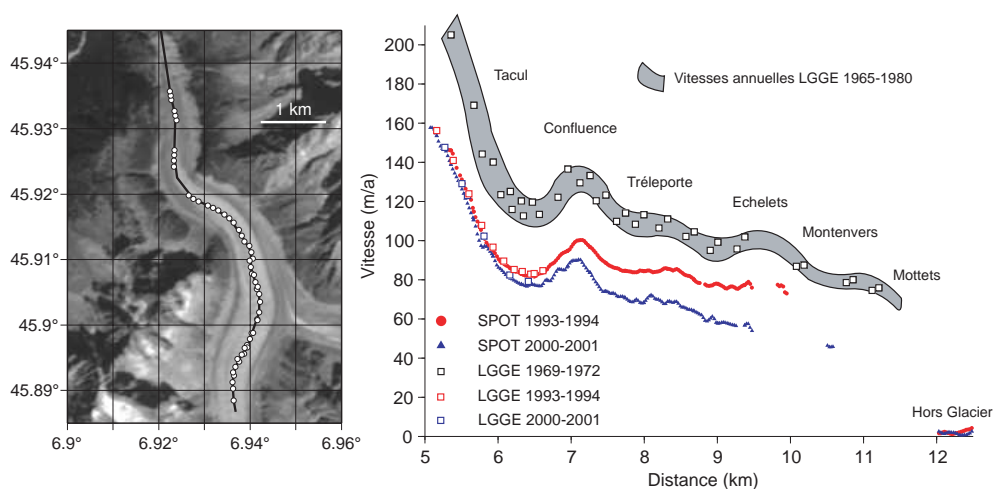 45.94°
45.93°
45.92°
45.91°
45.9°
45.89°
6.9°
6.92°
6.94°
6.96°
1 km
Vitesse (m/a)
200
180
160
140
120
100
80
60
40
20
0
5
6
7
8
9
10
11
12
Distance (km)
Tacul
Vitesses annuelles LGGE 1965-1980
Confluence
Tréleporte
Echelets
Montenvers
Mottets
SPOT 1993-1994
SPOT 2000-2001
LGGE 1969-1972
LGGE 1993-1994
LGGE 2000-2001
Hors Glacier